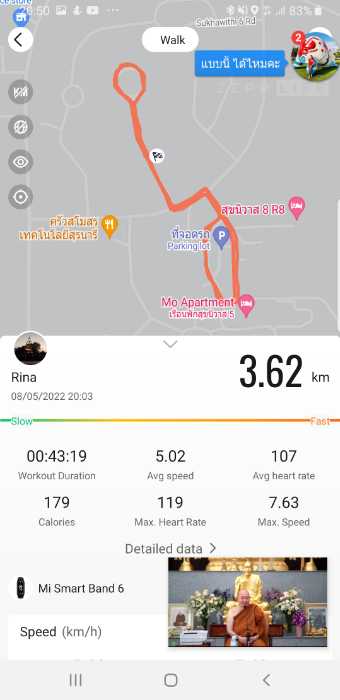 20:50
83%
Sukhawithi 6 Rd
Walk
2
แบบนี้ ได้ไหมคะ
ZEPP LIFE
สุขนิวาส 8 R8
ครัวสโมสร
เทคโนโลยีสุรนารี
ที่จอดรถ
Parking lot
P
Mo Apartment
เรือนพักสุขนิวาส 5
Rina
3.62 km
08/05/2022 20:03
Slow
Fast
00:43:19
5.02
107
Workout Duration
Avg speed
Avg heart rate
179
119
7.63
Calories
Max. Heart Rate
Max. Speed
Detailed data
Mi Smart Band 6
Speed (km/h)